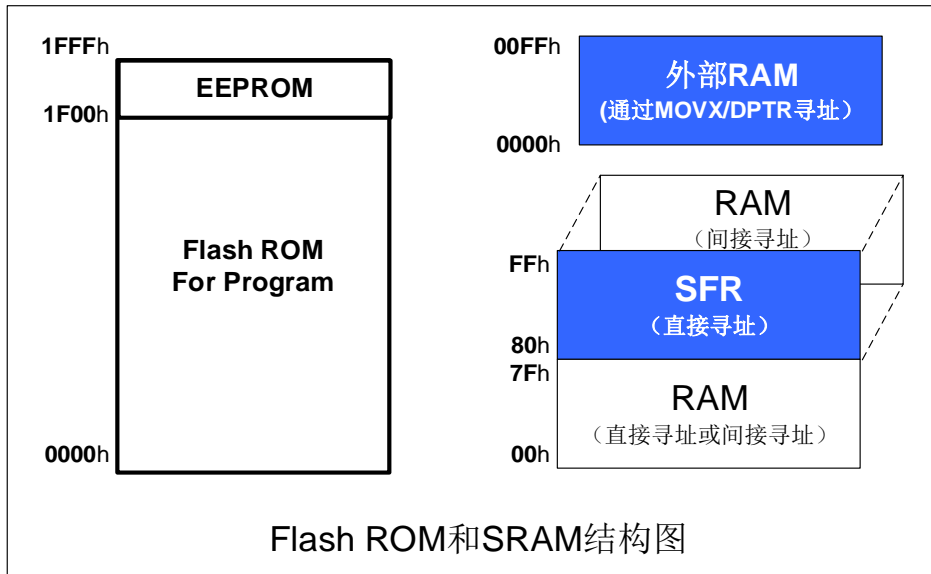 1FFFh
EEPROM
1F00h
Flash ROM
For Program
0000h
00FFh
外部RAM
(通过MOVX/DPTR寻址）
0000h
RAM
（间接寻址）
FFh
SFR
（直接寻址）
80h
7Fh
RAM
（直接寻址或间接寻址）
00h
Flash ROM和SRAM结构图